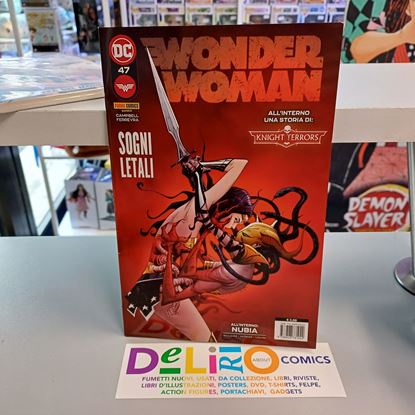 DC
47
WONDER
WOMAN
PANINI COMICS
CAMPBELL
FERREYRA
ALL'INTERNO
UNA STORIA DI:
KNIGHT TERRORS
SOGNI
LETALI
ALL'INTERNO:
NUBIA
DEMON
SLAYER
DeLiRIO ABOUT COMICS
FUMETTI NUOVI, USATI, DA COLLEZIONE, LIBRI, RIVISTE,
LIBRI D'ILLUSTRAZIONI, POSTERS, DVD, T-SHIRTS, FELPE,
ACTION FIGURES, PORTACHIAVI, GADGETS